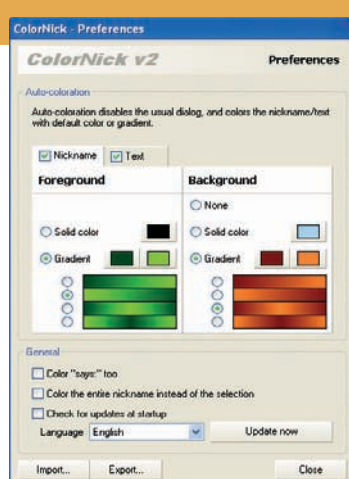 ColorNick - Preferences
ColorNick v2 Preferences
Auto-coloration
Auto-coloration disables the usual dialog, and colors the nickname/text
with default color or gradient.
Nickname Text
Foreground Background
None
Solid color Solid color
Gradient Gradient
General
Color "says:" too
Color the entire nickname instead of the selection
Check for updates at startup
Language English Update now
Import... Export... Close